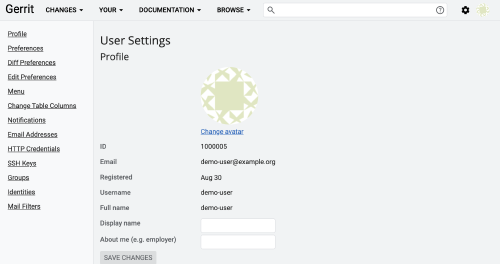 Gerrit CHANGES YOUR DOCUMENTATION BROWSE
Profile
Preferences
Diff Preferences
Edit Preferences
Menu
Change Table Columns
Notifications
Email Addresses
HTTP Credentials
SSH Keys
Groups
Identities
Mail Filters
User Settings
Profile
Change avatar
ID 1000005
Email demo-user@example.org
Registered Aug 30
Username demo-user
Full name demo-user
Display name
About me (e.g. employer)
SAVE CHANGES